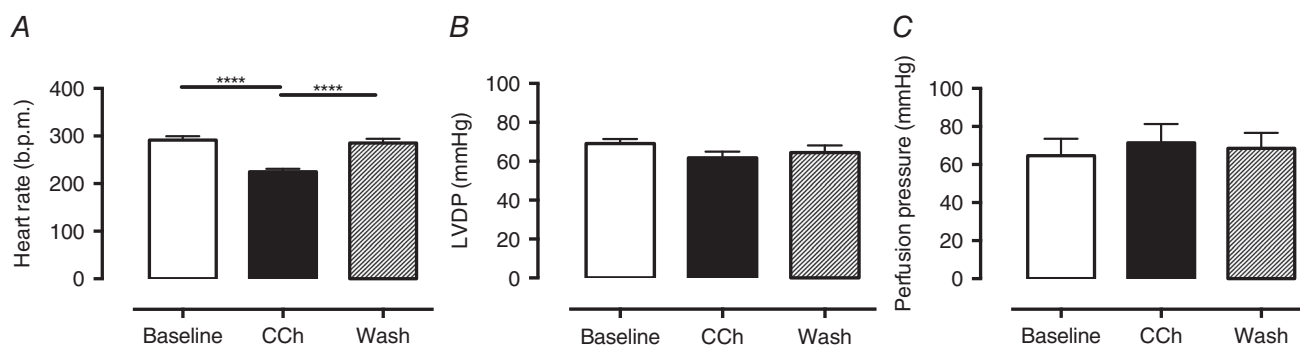 A
Heart rate (b.p.m.)
400
300
200
100
0
****
****
Baseline
CCh
Wash
B
LVDP (mmHg)
100
80
60
40
20
0
Baseline
CCh
Wash
C
Perfusion pressure (mmHg)
100
80
60
40
20
0
Baseline
CCh
Wash